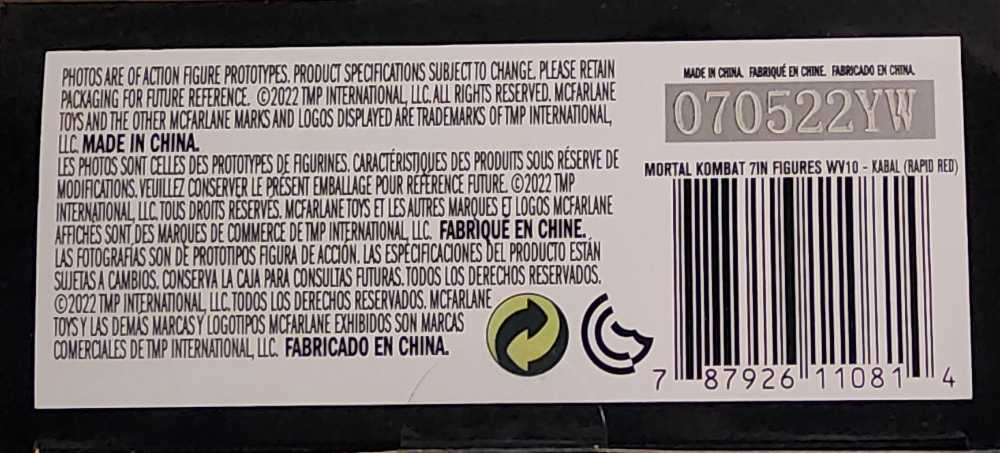 PHOTOS ARE OF ACTION FIGURE PROTOTYPES. PRODUCT SPECIFICATIONS SUBJECT TO CHANGE. PLEASE RETAIN
PACKAGING FOR FUTURE REFERENCE. ©2022 TMP INTERNATIONAL, LLC. ALL RIGHTS RESERVED. MCFARLANE
TOYS AND THE OTHER MCFARLANE MARKS AND LOGOS DISPLAYED ARE TRADEMARKS OF TMP INTERNATIONAL,
LLC. MADE IN CHINA.
LES PHOTOS SONT CELLES DES PROTOTYPES DE FIGURINES. CARACTÉRISTIQUES DES PRODUITS SOUS RÉSERVE DE
MODIFICATIONS. VEUILLEZ CONSERVER LE PRÉSENT EMBALLAGE POUR RÉFÉRENCE FUTURE. ©2022 TMP
INTERNATIONAL, LLC. TOUS DROITS RÉSERVÉS. MCFARLANE TOYS ET LES AUTRES MARQUES ET LOGOS MCFARLANE
AFFICHÉS SONT DES MARQUES DE COMMERCE DE TMP INTERNATIONAL, LLC. FABRIQUÉ EN CHINE.
LAS FOTOGRAFÍAS SON DE PROTOTIPOS FIGURA DE ACCIÓN. LAS ESPECIFICACIONES DEL PRODUCTO ESTÁN
SUJETAS A CAMBIOS. CONSERVA LA CAJA PARA CONSULTAS FUTURAS. TODOS LOS DERECHOS RESERVADOS.
©2022 TMP INTERNATIONAL, LLC. TODOS LOS DERECHOS RESERVADOS. MCFARLANE
TOYS Y LAS DEMAS MARCAS Y LOGOTIPOS MCFARLANE EXHIBIDOS SON MARCAS
COMERCIALES DE TMP INTERNATIONAL, LLC. FABRICADO EN CHINA.
MADE IN CHINA. FABRIQUÉ EN CHINE. FABRICADO EN CHINA.
070522YW
MORTAL KOMBAT 7IN FIGURES WV10 - KABAL (RAPID RED)
7 87926 11081 4